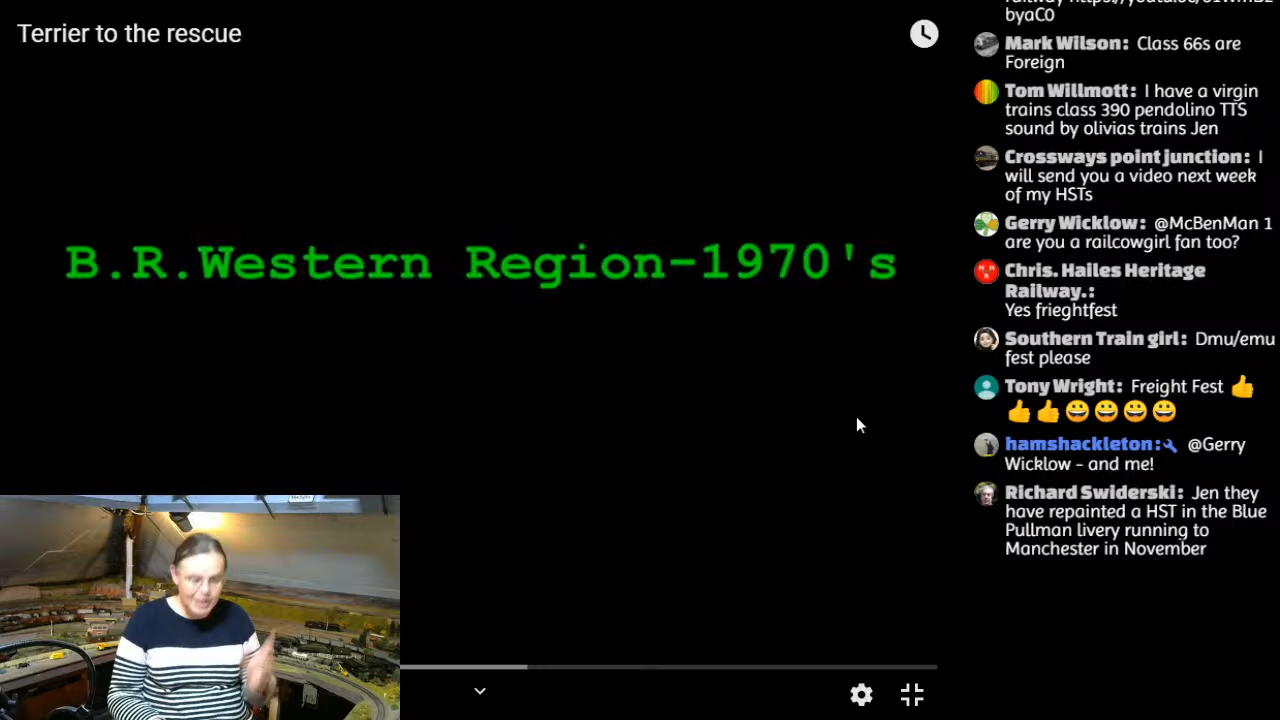 Terrier to the rescue
B.R.Western Region-1970's
byaC0
Mark Wilson: Class 66s are
Foreign
Tom Willmott: I have a virgin
trains class 390 pendolino TTS
sound by olivias trains Jen
Crossways point junction: I
will send you a video next week
of my HSTs
Gerry Wicklow: @McBenMan 1
are you a railcowgirl fan too?
Chris. Hailes Heritage
Railway.:
Yes frieghtfest
Southern Train girl: Dmu/emu
fest please
Tony Wright: Freight Fest 👍
👍👍😀😀😀😀
hamshackleton: @Gerry
Wicklow - and me!
Richard Swiderski: Jen they
have repainted a HST in the Blue
Pullman livery running to
Manchester in November